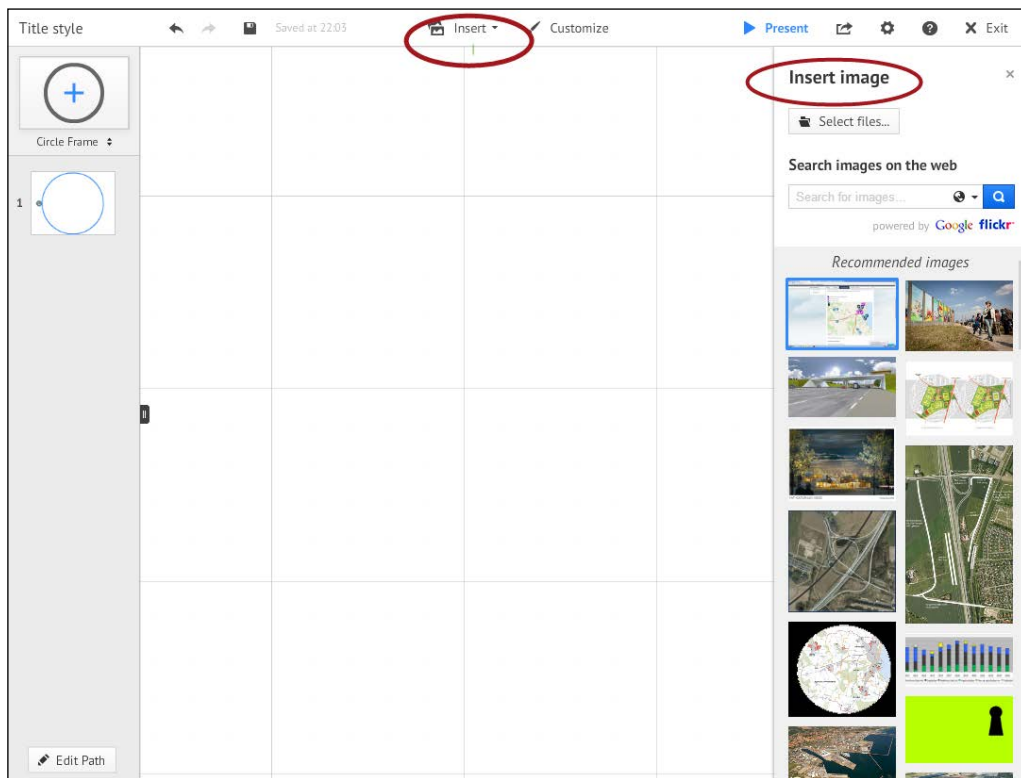 Title style
Saved at 22:03
Insert
Customize
Present
Exit
Circle Frame
1
Edit Path
Insert image
Select files...
Search images on the web
Search for images...
powered by Google flickr
Recommended images